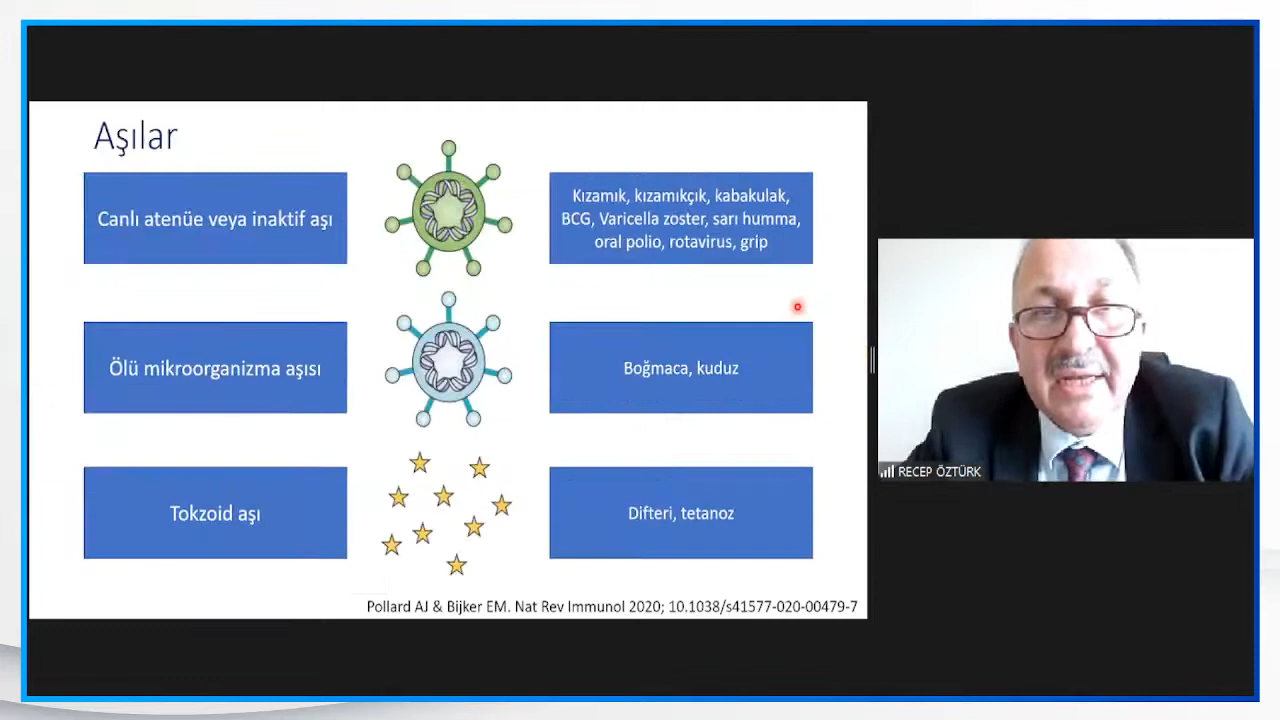 Aşılar
Canlı atenüe veya inaktif aşı
Kızamık, kızamıkçık, kabakulak,
BCG, Varicella zoster, sarı humma,
oral polio, rotavirus, grip
Ölü mikroorganizma aşısı
Boğmaca, kuduz
Tokzoid aşı
Difteri, tetanoz
Pollard AJ & Bijker EM. Nat Rev Immunol 2020; 10.1038/s41577-020-00479-7
RECEP ÖZTÜRK